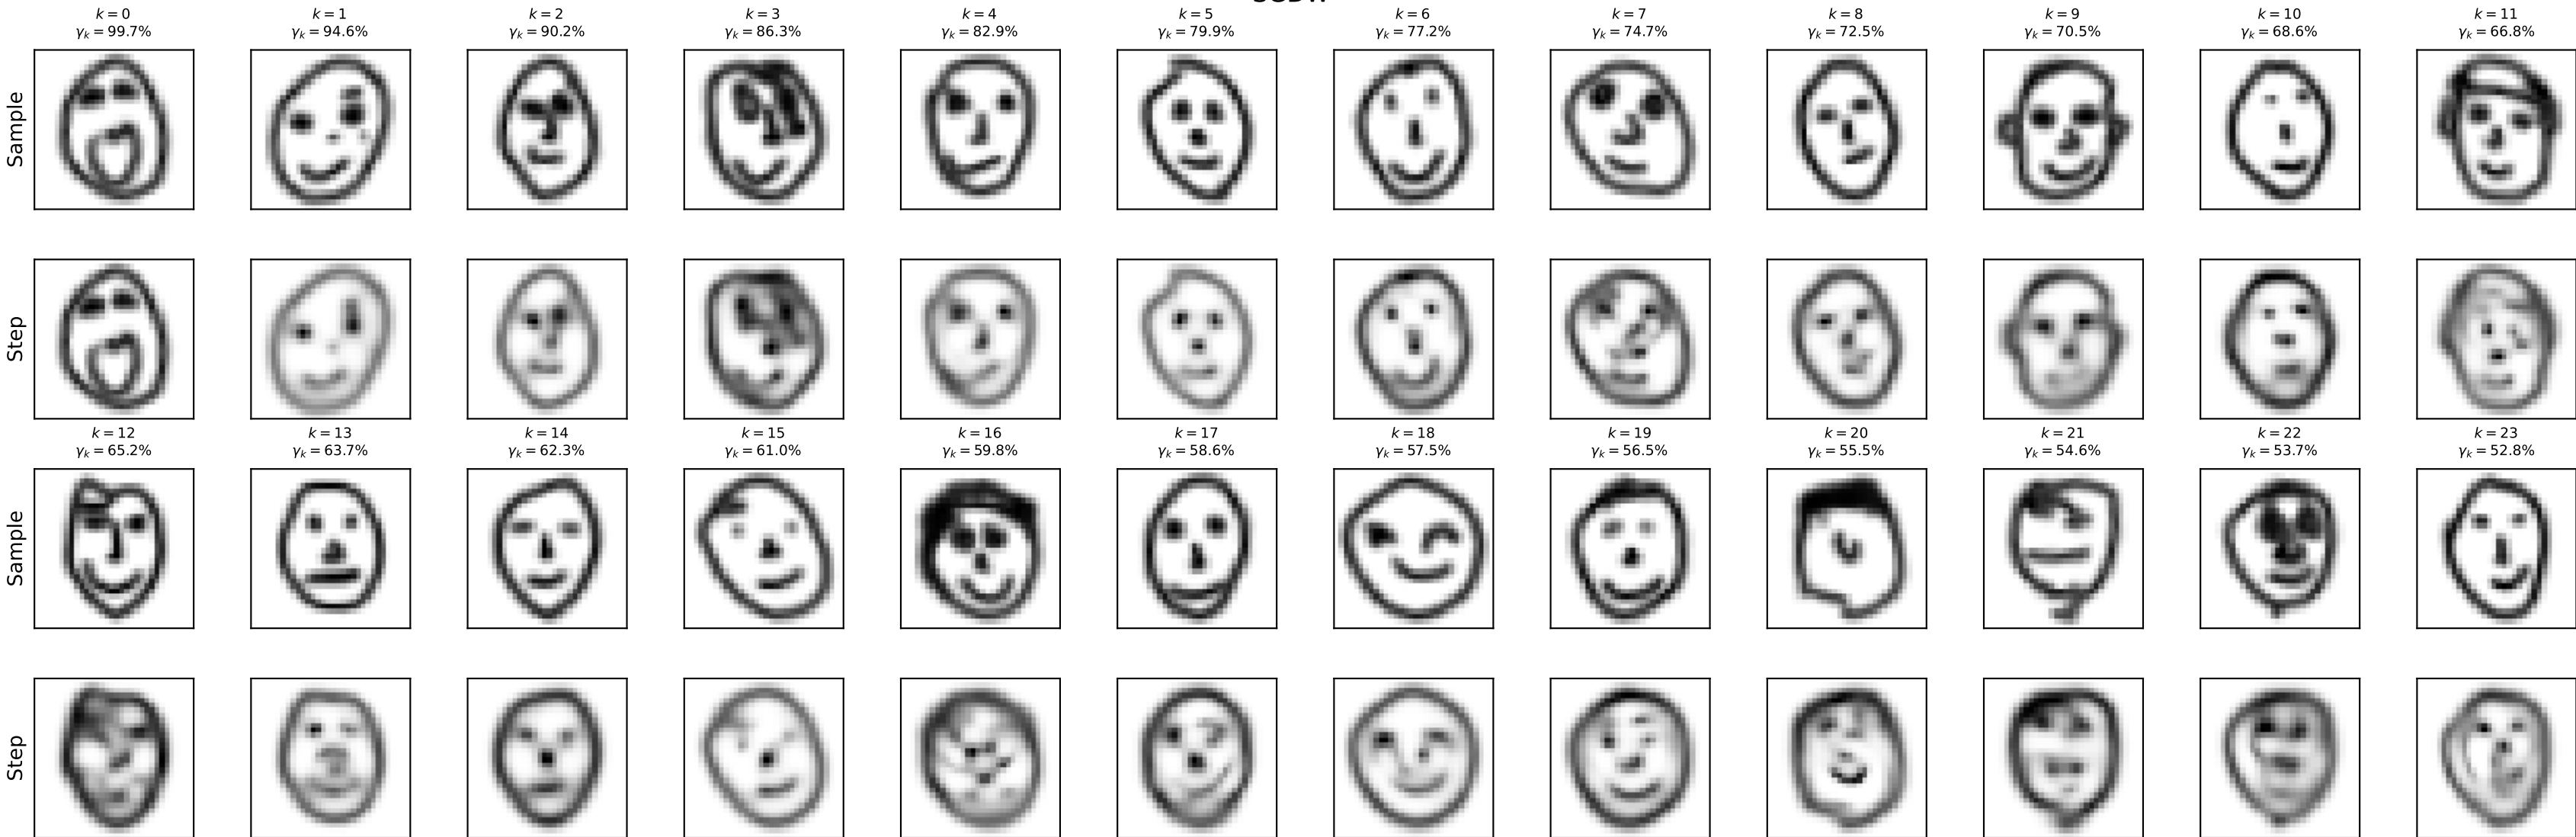 k = 0 k = 1 k = 2 k = 3 k = 4 k = 5 k = 6 k = 7 k = 8 k = 9 k = 10 k = 11
γk = 99.7% γk = 94.6% γk = 90.2% γk = 86.3% γk = 82.9% γk = 79.9% γk = 77.2% γk = 74.7% γk = 72.5% γk = 70.5% γk = 68.6% γk = 66.8%
Sample
Step
k = 12 k = 13 k = 14 k = 15 k = 16 k = 17 k = 18 k = 19 k = 20 k = 21 k = 22 k = 23
γk = 65.2% γk = 63.7% γk = 62.3% γk = 61.0% γk = 59.8% γk = 58.6% γk = 57.5% γk = 56.5% γk = 55.5% γk = 54.6% γk = 53.7% γk = 52.8%
Sample
Step